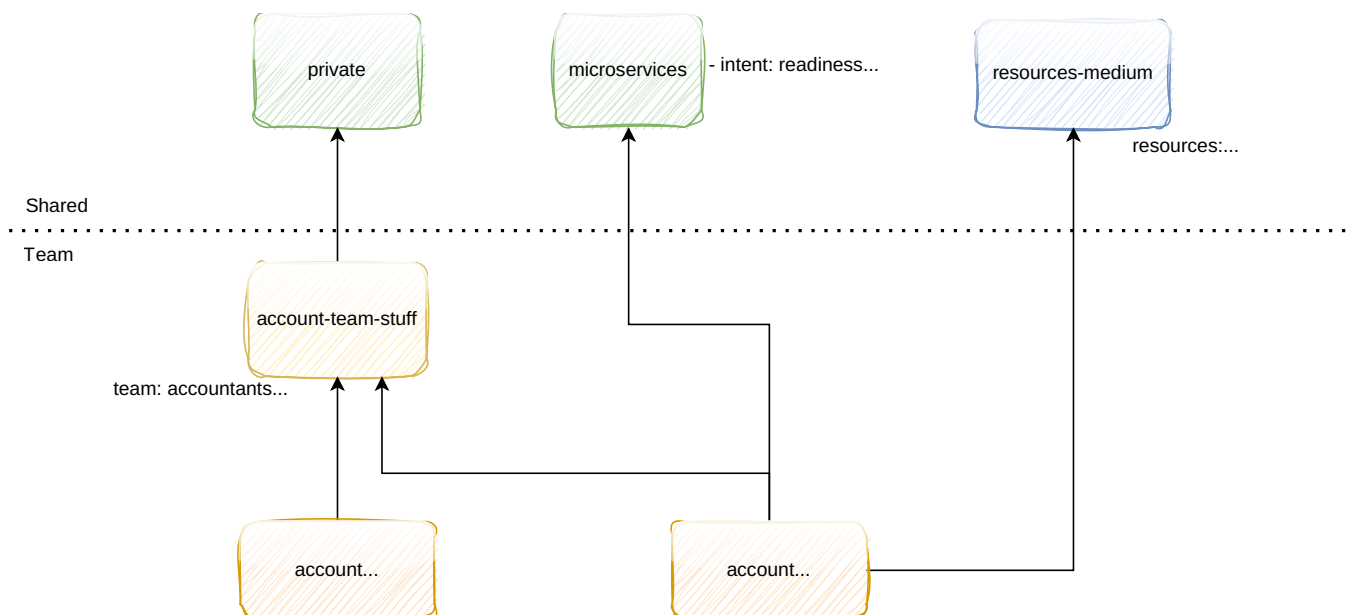 private
microservices
- intent: readiness...
resources-medium
resources:...
Shared
Team
account-team-stuff
team: accountants...
account...
account...